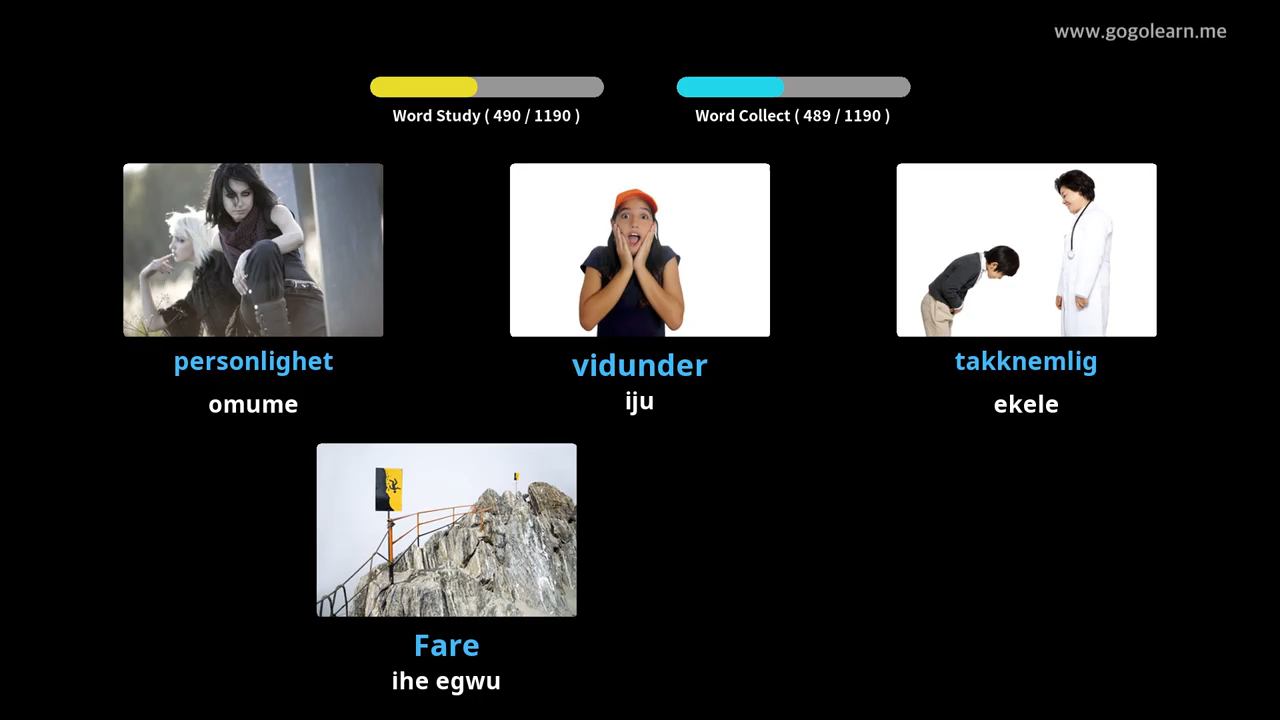 www.gogolearn.me
Word Study ( 490 / 1190 )
Word Collect ( 489 / 1190 )
personlighet
vidunder
takknemlig
omume
iju
ekele
Fare
ihe egwu